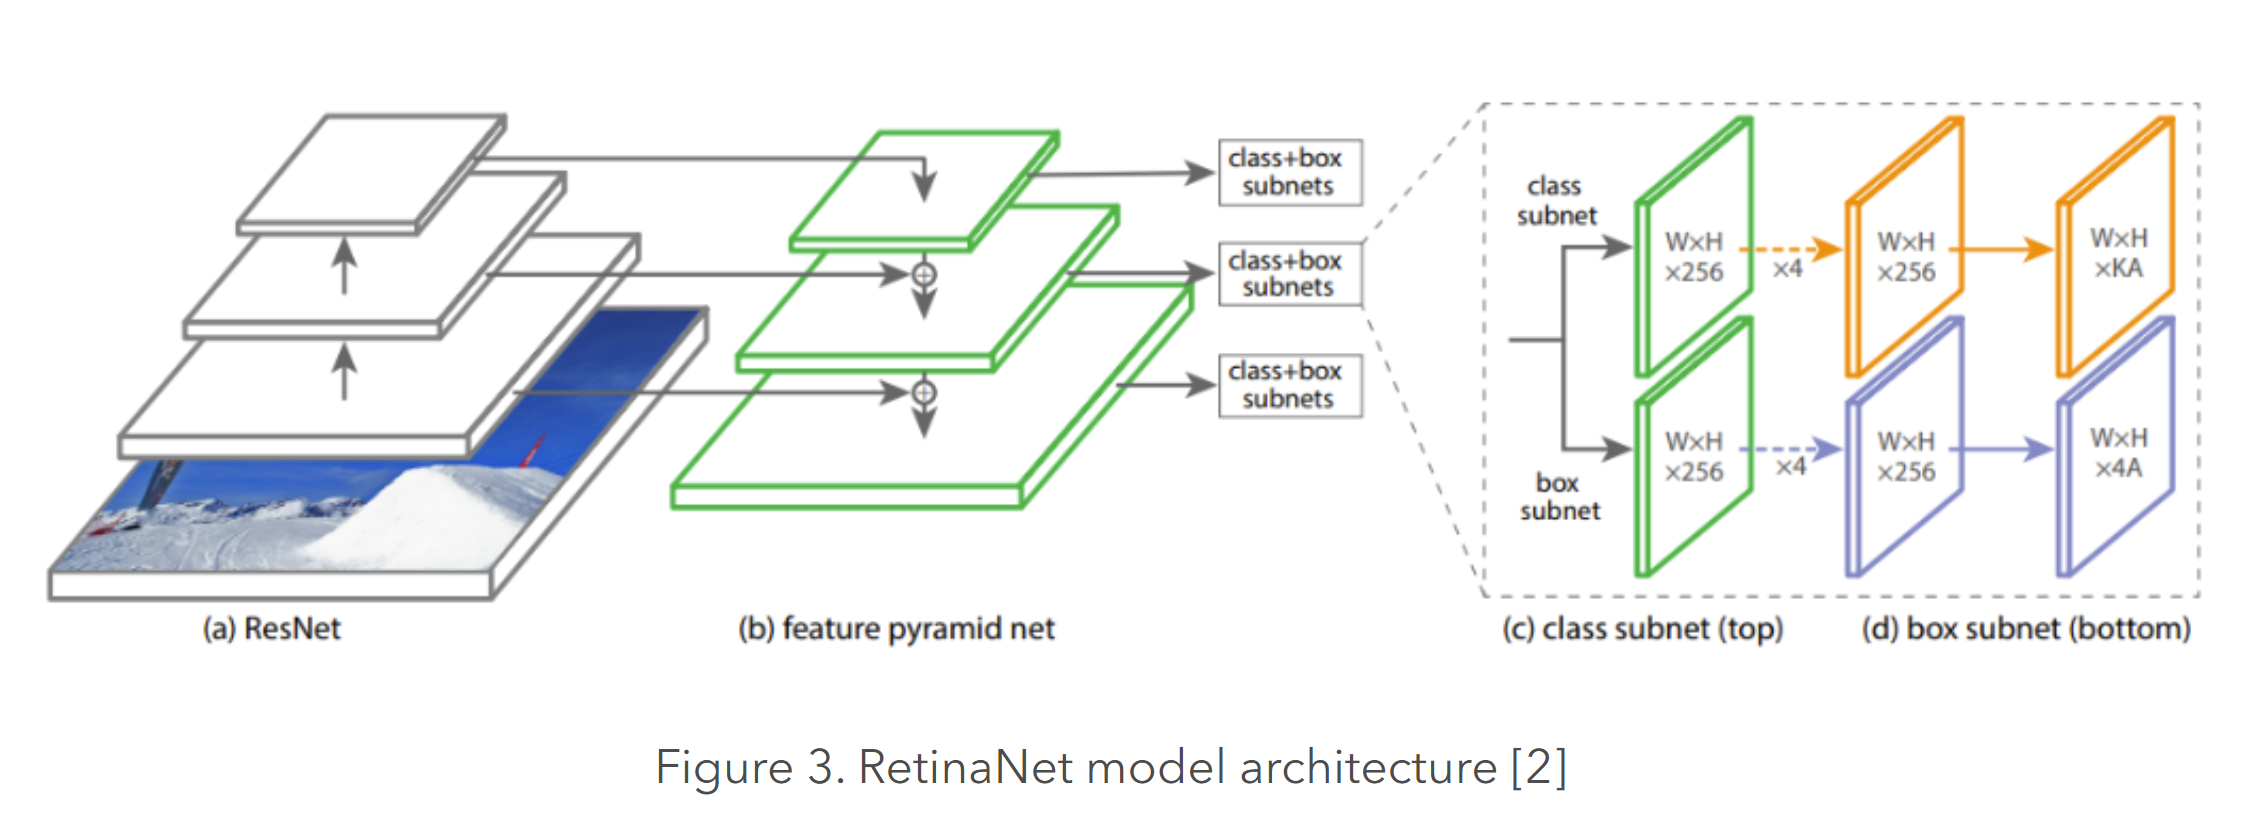 class+box
subnets
class+box
subnets
class+box
subnets
class
subnet
W×H
×256
×4
W×H
×256
W×H
×KA
box
subnet
W×H
×256
×4
W×H
×256
W×H
×4A
(a) ResNet
(b) feature pyramid net
(c) class subnet (top)
(d) box subnet (bottom)
Figure 3. RetinaNet model architecture [2]